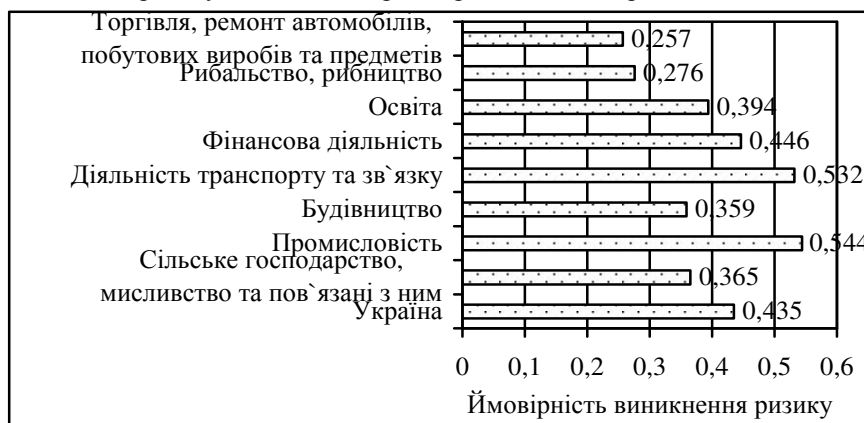 Торгівля, ремонт автомобілів,
побутових виробів та предметів
0,257
Рибальство, рибництво
0,276
Освіта
0,394
Фінансова діяльність
0,446
Діяльність транспорту та зв`язку
0,532
Будівництво
0,359
Промисловість
0,544
Сільське господарство,
мисливство та пов`язані з ним
0,365
Україна
0,435
0 0,1 0,2 0,3 0,4 0,5 0,6
Ймовірність виникнення ризику